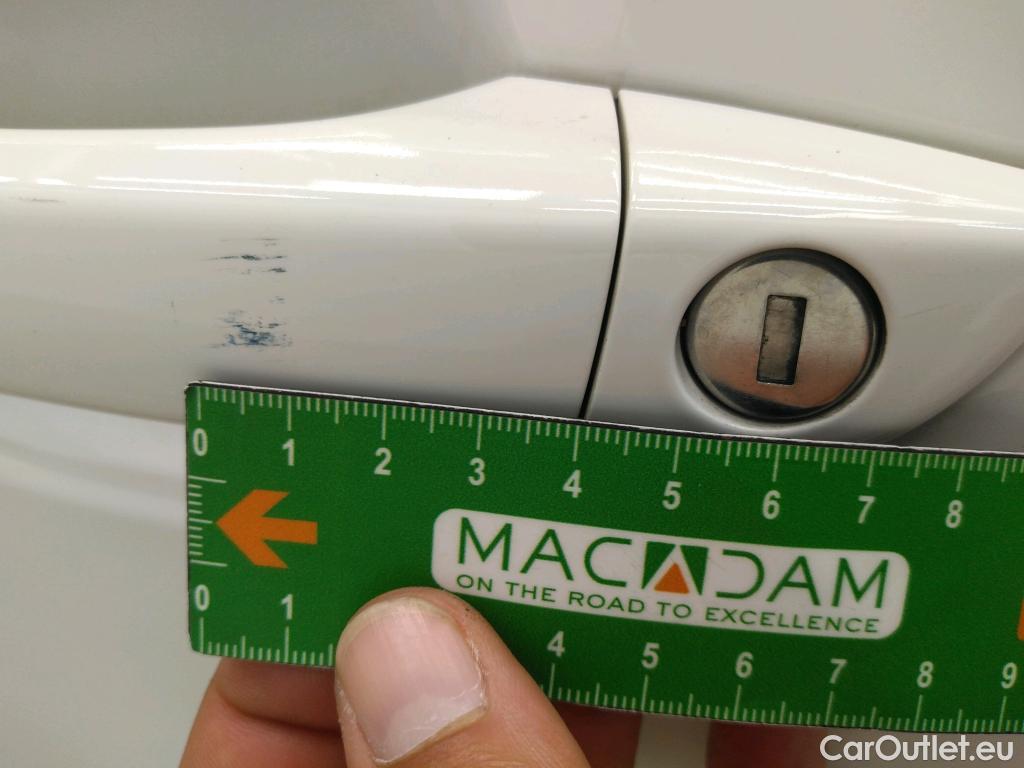 0 1 2 3 4 5 6 7 8
MACADAM
ON THE ROAD TO EXCELLENCE
0 1 4 5 6 7 8 9
CarOutlet.eu